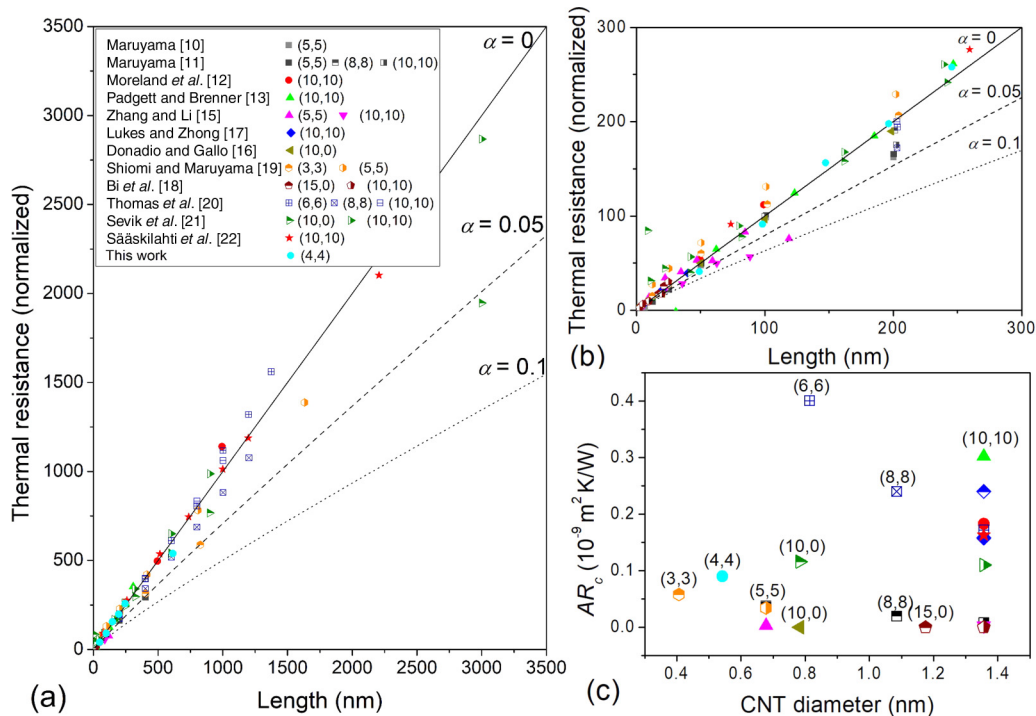 Thermal resistance (normalized)
3500
3000
2500
2000
1500
1000
500
0
0 500 1000 1500 2000 2500 3000 3500
Length (nm)
(a)
Maruyama [10] (5,5)
Maruyama [11] (5,5) (8,8) (10,10)
Moreland et al. [12] (10,10)
Padgett and Brenner [13] (10,10)
Zhang and Li [15] (5,5) (10,10)
Lukes and Zhong [17] (10,10)
Donadio and Gallo [16] (10,0)
Shiomi and Maruyama [19] (3,3) (5,5)
Bi et al. [18] (15,0) (10,10)
Thomas et al. [20] (6,6) (8,8) (10,10)
Sevik et al. [21] (10,0) (10,10)
Sääskilahti et al. [22] (10,10)
This work (4,4)
α = 0
α = 0.05
α = 0.1
Thermal resistance (normalized)
300
200
100
0
0 100 200 300
Length (nm)
(b)
α = 0
α = 0.05
α = 0.1
AR_c (10^-9 m^2 K/W)
0.4
0.3
0.2
0.1
0.0
0.4 0.6 0.8 1.0 1.2 1.4
CNT diameter (nm)
(c)
(6,6)
(10,10)
(8,8)
(10,0)
(4,4)
(3,3)
(5,5)
(10,0)
(8,8)
(15,0)